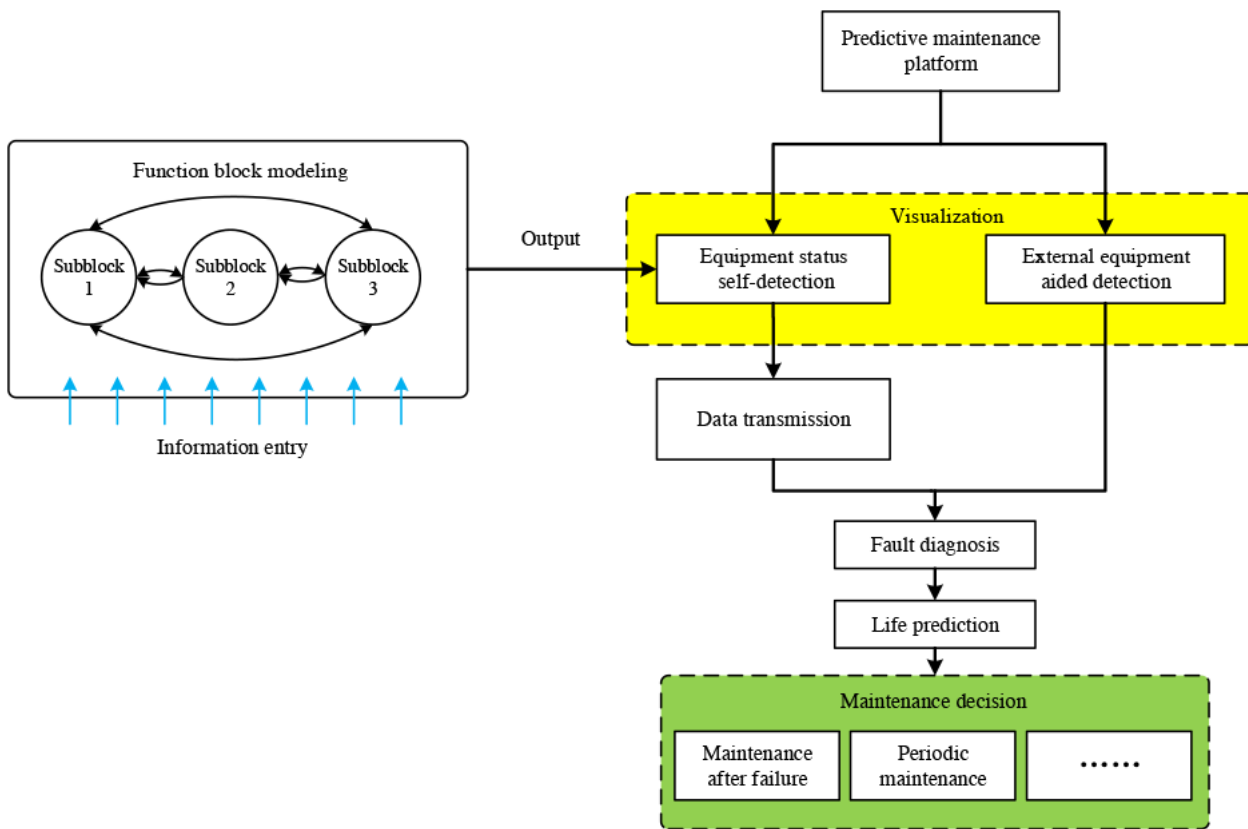 Predictive maintenance
platform
Function block modeling
Subblock
1
Subblock
2
Subblock
3
Information entry
Output
Visualization
Equipment status
self-detection
External equipment
aided detection
Data transmission
Fault diagnosis
Life prediction
Maintenance decision
Maintenance
after failure
Periodic
maintenance
······